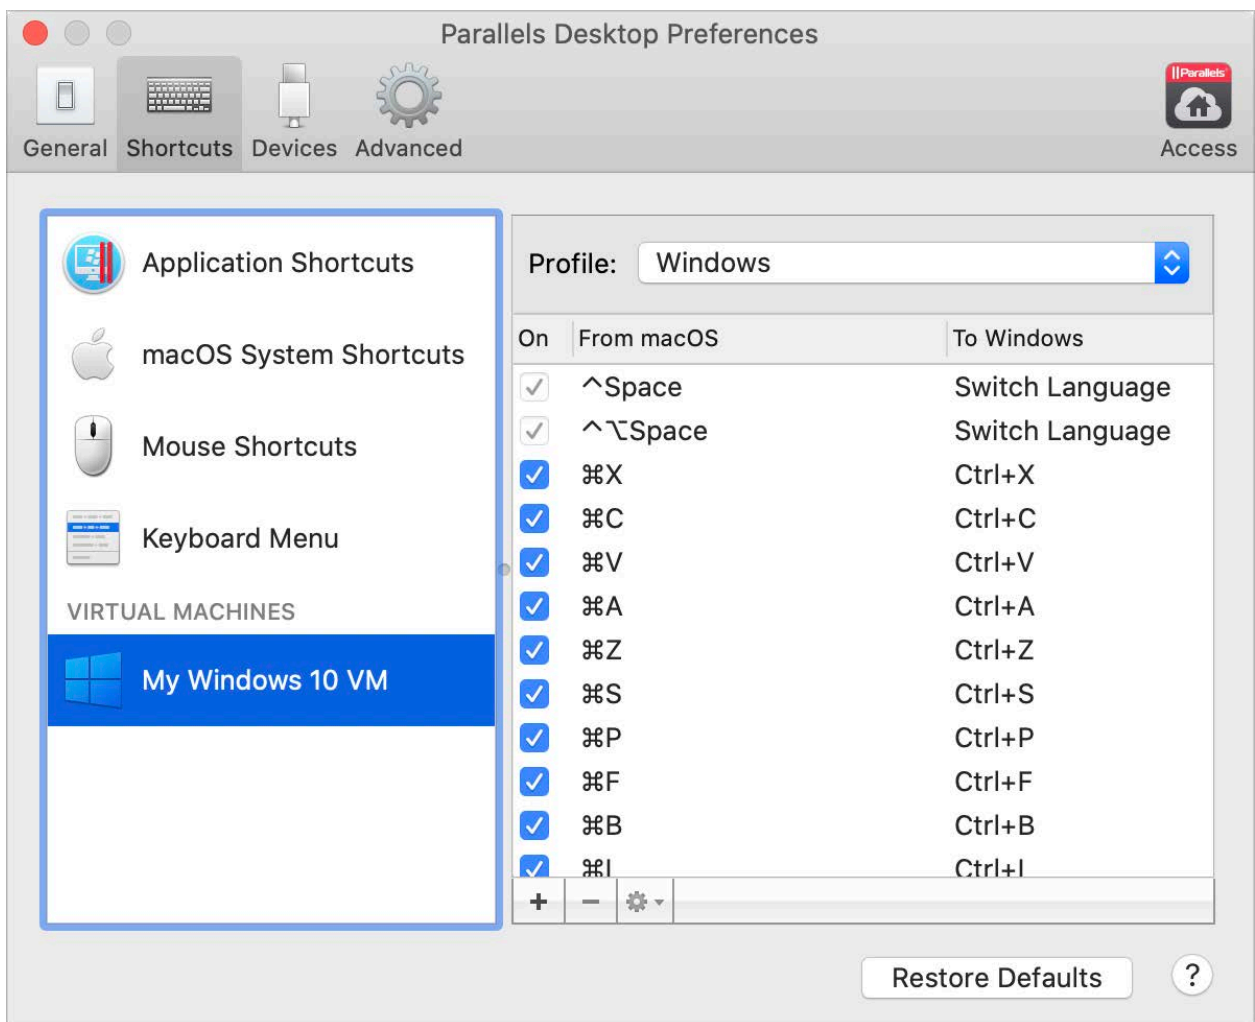 Parallels Desktop Preferences
||Parallels®
General Shortcuts Devices Advanced Access
Application Shortcuts
macOS System Shortcuts
Mouse Shortcuts
Keyboard Menu
VIRTUAL MACHINES
My Windows 10 VM
Profile: Windows
On From macOS To Windows
^Space Switch Language
^⌥Space Switch Language
⌘X Ctrl+X
⌘C Ctrl+C
⌘V Ctrl+V
⌘A Ctrl+A
⌘Z Ctrl+Z
⌘S Ctrl+S
⌘P Ctrl+P
⌘F Ctrl+F
⌘B Ctrl+B
⌘I Ctrl+I
+ −
Restore Defaults ?